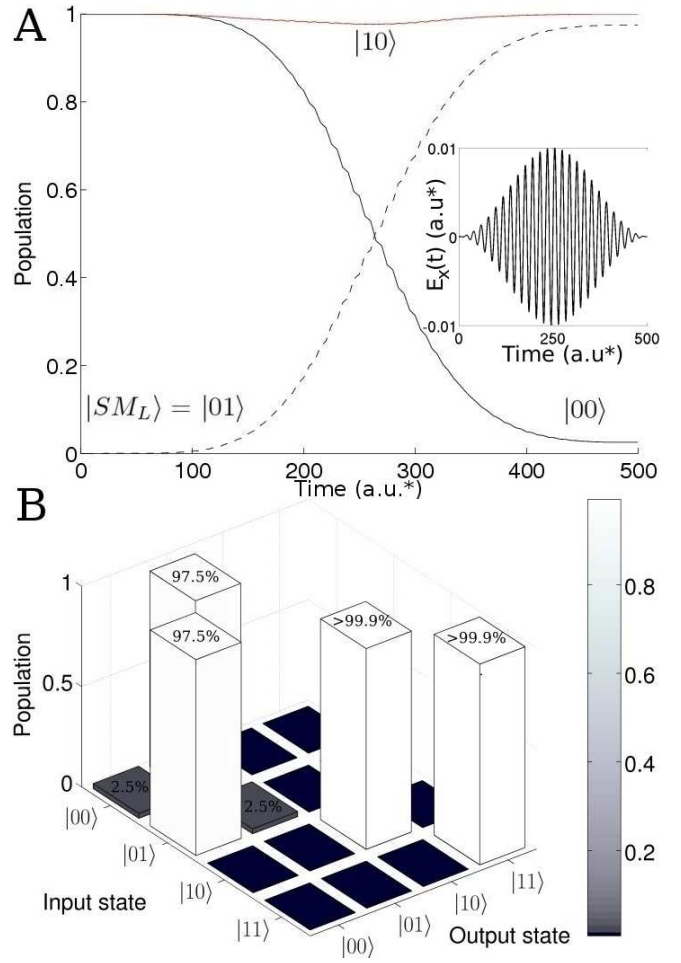 A
1
0.8
0.6
0.4
0.2
0
Population
|10⟩
|SM_L⟩ = |01⟩
|00⟩
0 100 200 300 400 500
Time (a.u.*)
0.01
0
-0.01
E_x(t) (a.u*)
0 250 500
Time (a.u*)
B
1
0.5
0
Population
97.5%
97.5%
>99.9%
>99.9%
2.5%
2.5%
|00⟩
|01⟩
|10⟩
|11⟩
Input state
|00⟩
|01⟩
|10⟩
|11⟩
Output state
0.8
0.6
0.4
0.2